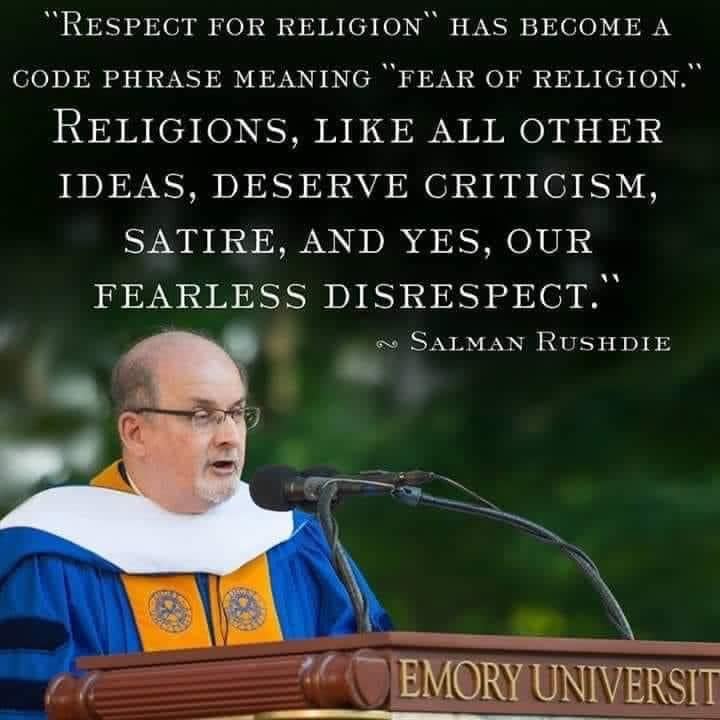 ``Respect for religion`` has become a
code phrase meaning ``fear of religion.``
Religions, like all other
ideas, deserve criticism,
satire, and yes, our
fearless disrespect.``
~ Salman Rushdie
EMORY UNIVERSIT